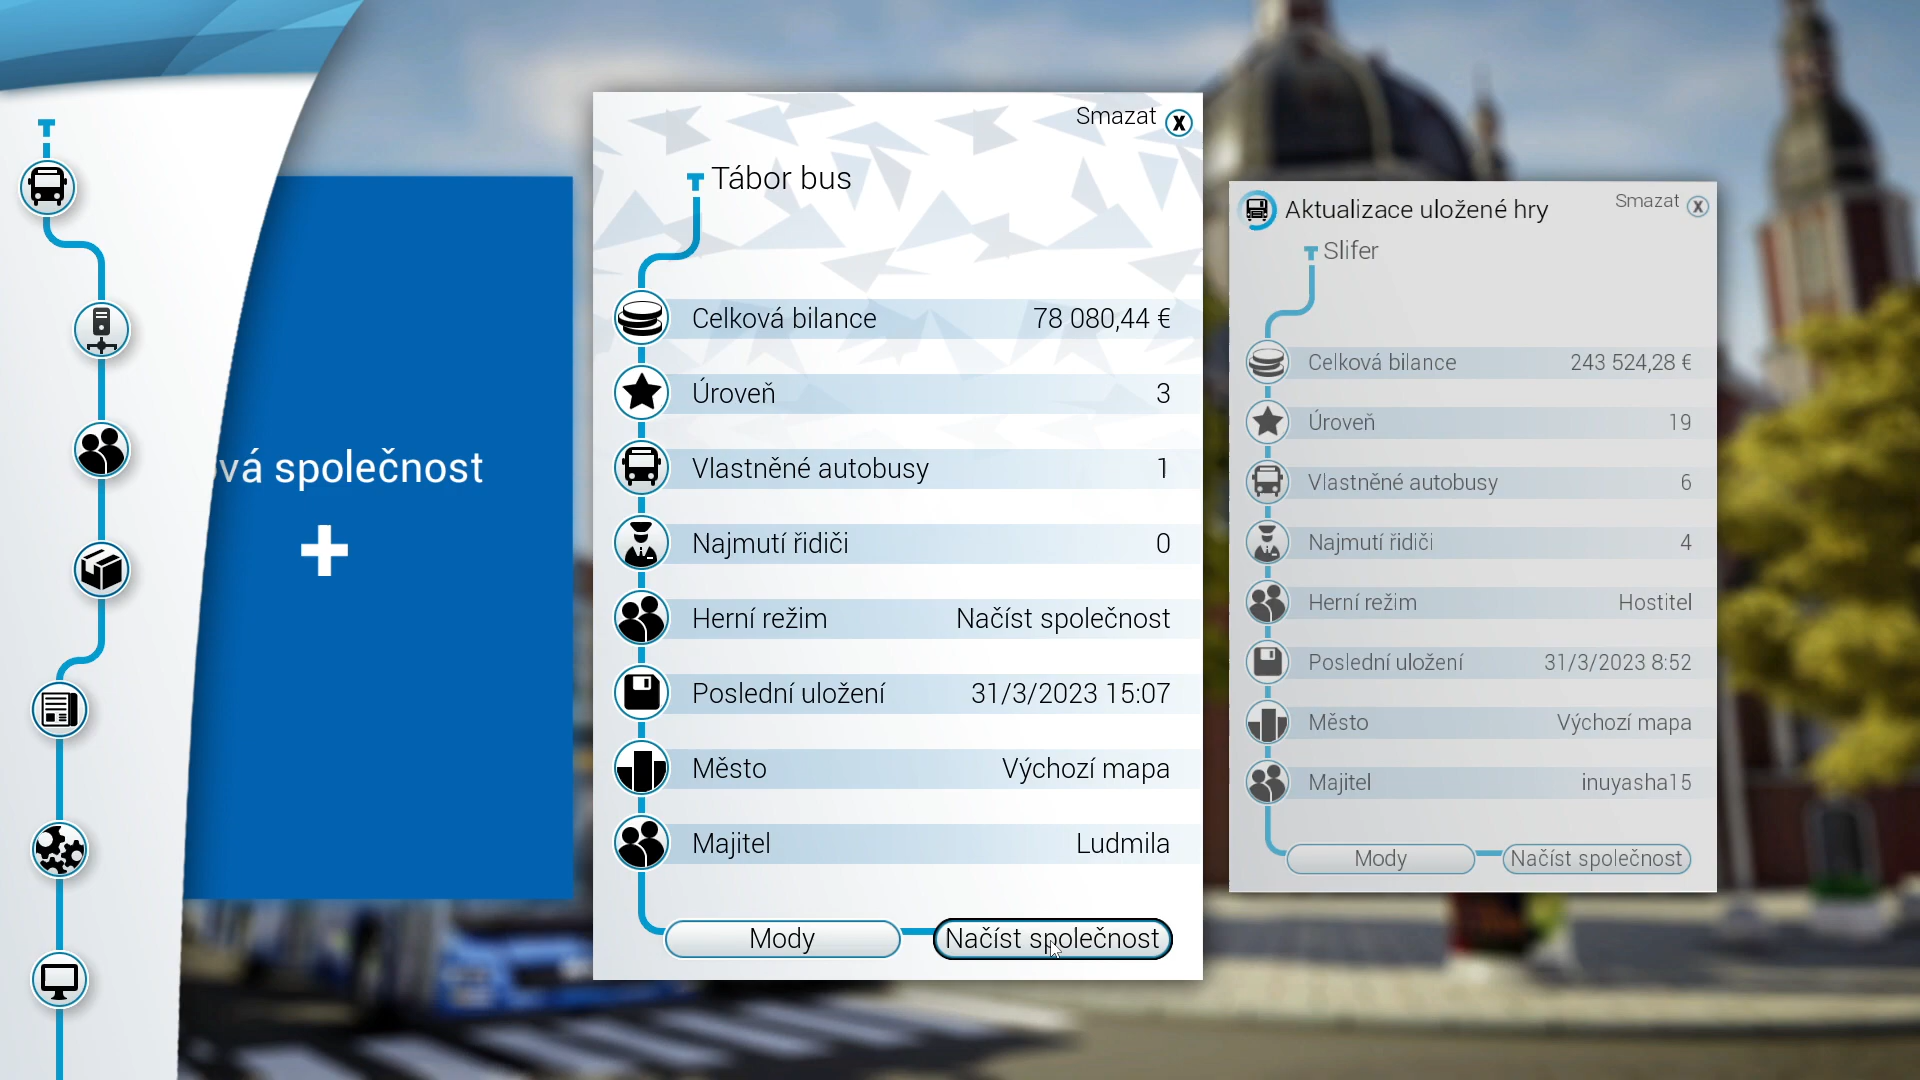 vá společnost
Smazat X
Tábor bus
Celková bilance 78 080,44 €
Úroveň 3
Vlastněné autobusy 1
Najmutí řidiči 0
Herní režim Načíst společnost
Poslední uložení 31/3/2023 15:07
Město Výchozí mapa
Majitel Ludmila
Mody Načíst společnost
Aktualizace uložené hry Smazat X
Slifer
Celková bilance 243 524,28 €
Úroveň 19
Vlastněné autobusy 6
Najmutí řidiči 4
Herní režim Hostitel
Poslední uložení 31/3/2023 8:52
Město Výchozí mapa
Majitel inuyasha15
Mody Načíst společnost